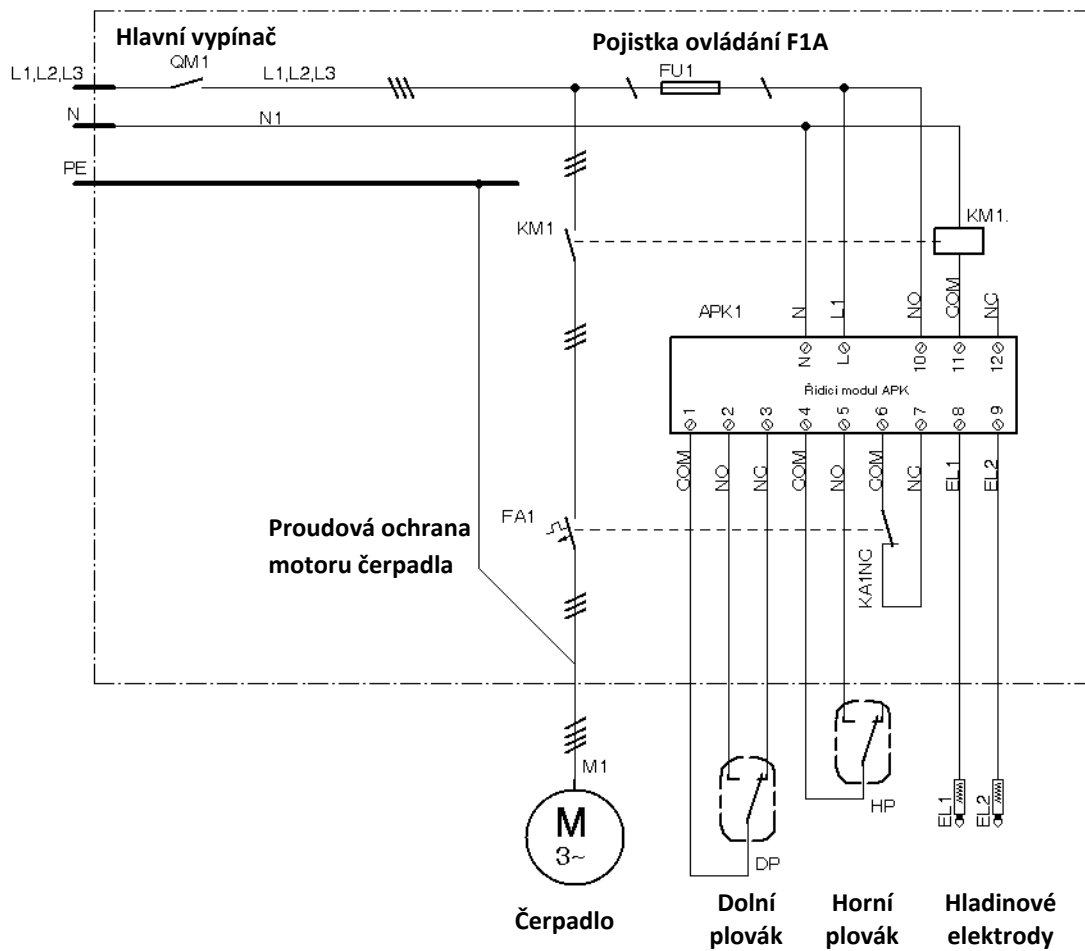 Hlavní vypínač
Pojistka ovládání F1A
QM1
L1,L2,L3
L1,L2,L3
FU1
N
N1
PE
KM1
KM1.
APK1
N
L1
NO
COM
NC
N
L
10
11
12
Řídicí modul APK
1
2
3
4
5
6
7
8
9
COM
NO
NC
COM
NO
COM
NC
EL1
EL2
FA1
Proudová ochrana
motoru čerpadla
KA1NC
M1
M
3~
DP
HP
EL1
EL2
Čerpadlo
Dolní
plovák
Horní
plovák
Hladinové
elektrody